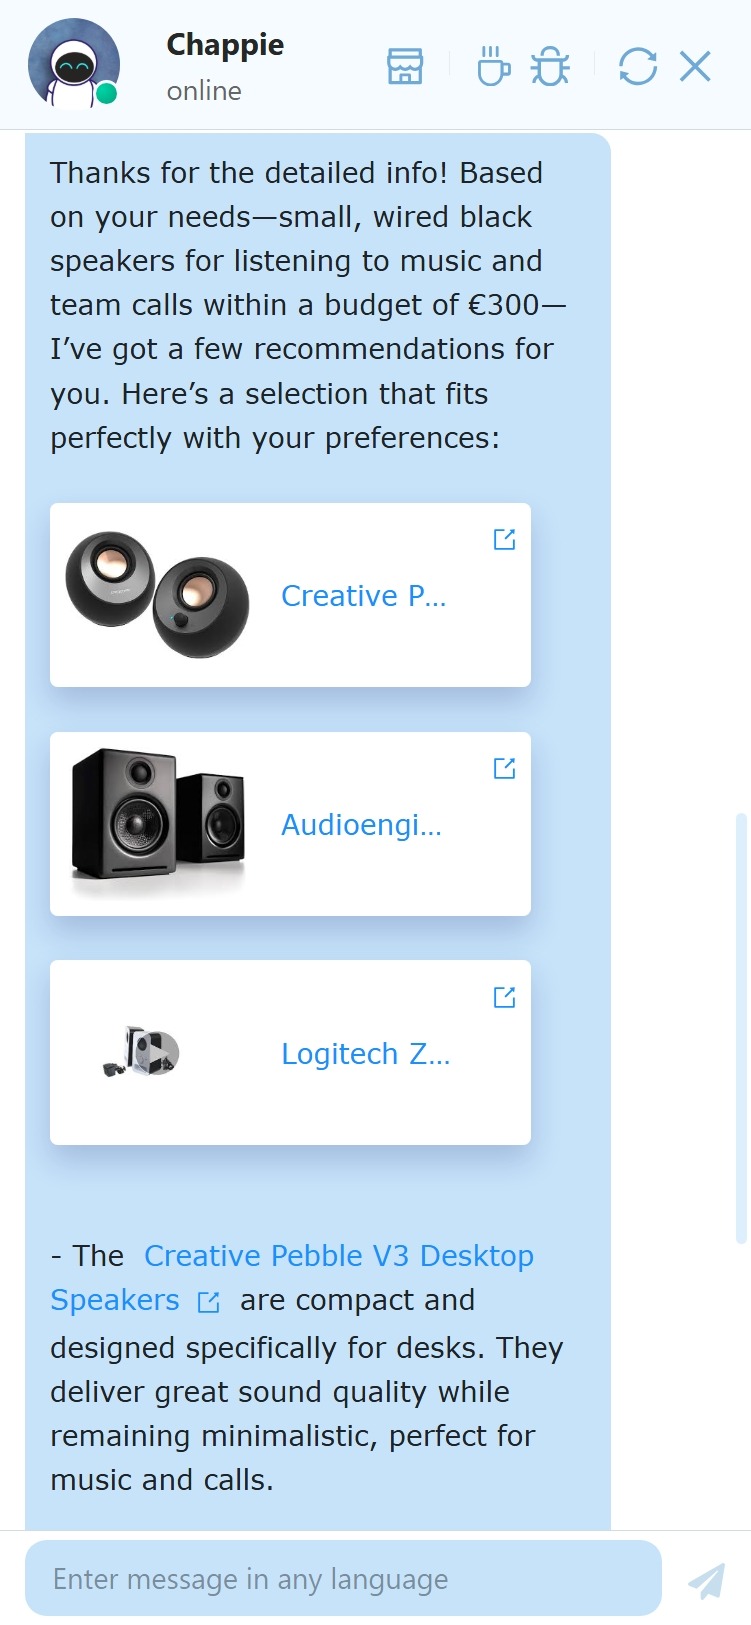 Chappie
online
Thanks for the detailed info! Based
on your needs—small, wired black
speakers for listening to music and
team calls within a budget of €300—
I’ve got a few recommendations for
you. Here’s a selection that fits
perfectly with your preferences:
Creative P...
Audioengi...
Logitech Z...
- The Creative Pebble V3 Desktop
Speakers are compact and
designed specifically for desks. They
deliver great sound quality while
remaining minimalistic, perfect for
music and calls.
Enter message in any language